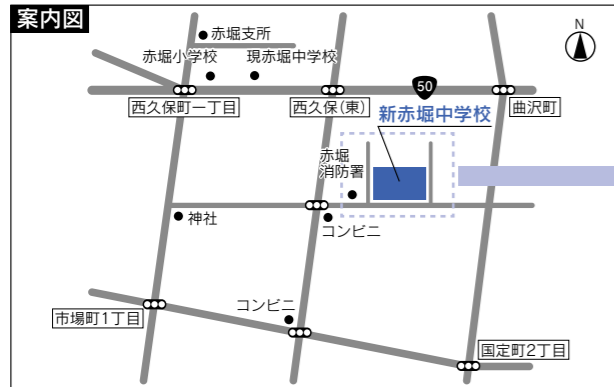 案内図
N
赤堀支所
赤堀小学校
現赤堀中学校
50
西久保町一丁目
西久保(東)
曲沢町
新赤堀中学校
赤堀
消防署
神社
コンビニ
コンビニ
市場町1丁目
国定町2丁目